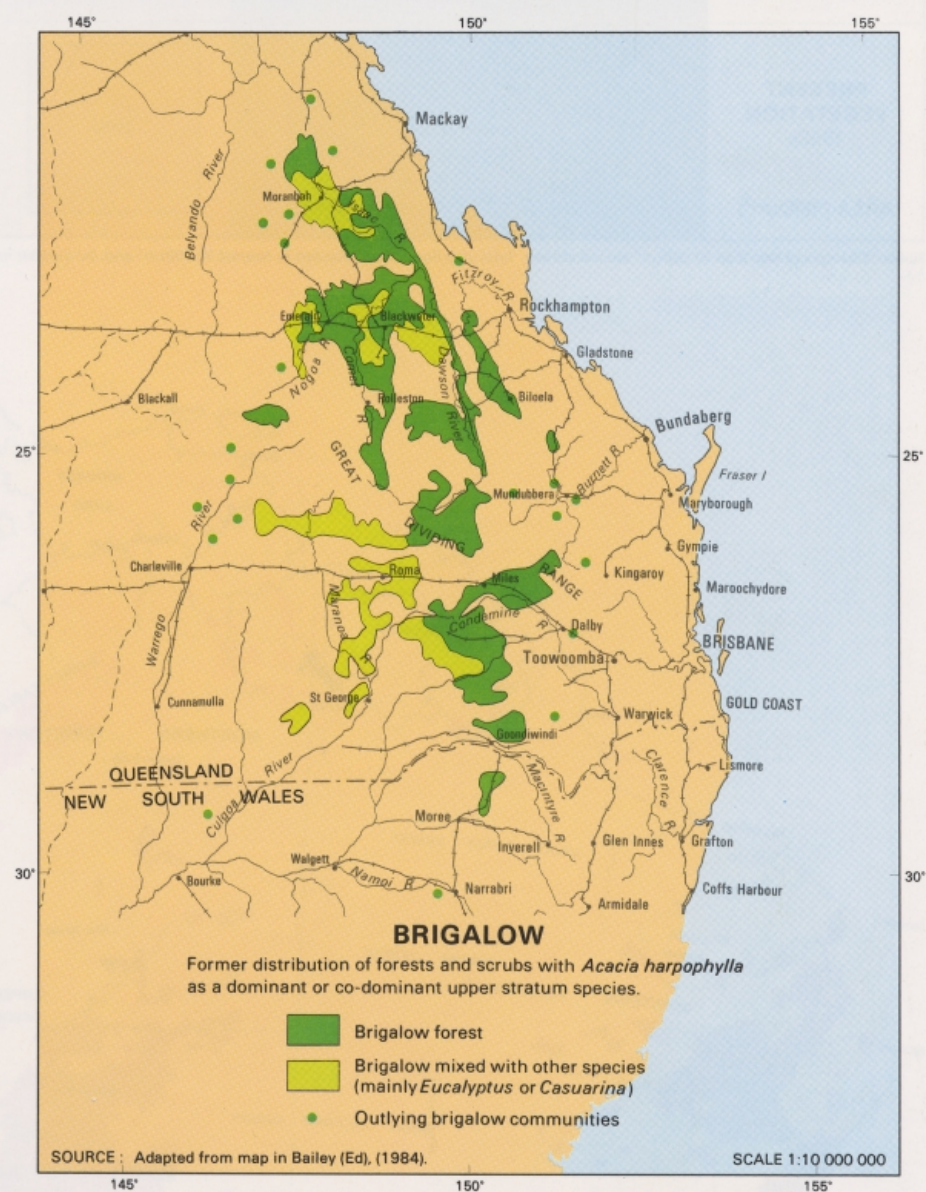 145°
150°
155°
Mackay
River
Belyando
Moranbah
Isaac
R
Fitzroy R
Rockhampton
Emerald
Blackwater
Gladstone
Nogoa R
Comet
R
Dawson
River
Blackall
Rolleston
Biloela
Bundaberg
25°
25°
GREAT
Burnett R
Fraser I
Mundubbera
Maryborough
River
DIVIDING
Gympie
Charleville
Roma
Miles
RANGE
Kingaroy
Maroochydore
Maranoa
R
Condamine
R
Dalby
BRISBANE
Warrego
Toowoomba
Cunnamulla
St George
GOLD COAST
Warwick
Goondiwindi
River
QUEENSLAND
Lismore
NEW SOUTH WALES
Culgoa
MacIntyre R
Clarence R
Moree
Inverell
Glen Innes
Grafton
30°
30°
Walgett
Bourke
Namoi R
Narrabri
Coffs Harbour
Armidale
BRIGALOW
Former distribution of forests and scrubs with Acacia harpophylla
as a dominant or co-dominant upper stratum species.
Brigalow forest
Brigalow mixed with other species
(mainly Eucalyptus or Casuarina)
Outlying brigalow communities
SOURCE : Adapted from map in Bailey (Ed), (1984).
SCALE 1:10 000 000
145°
150°
155°